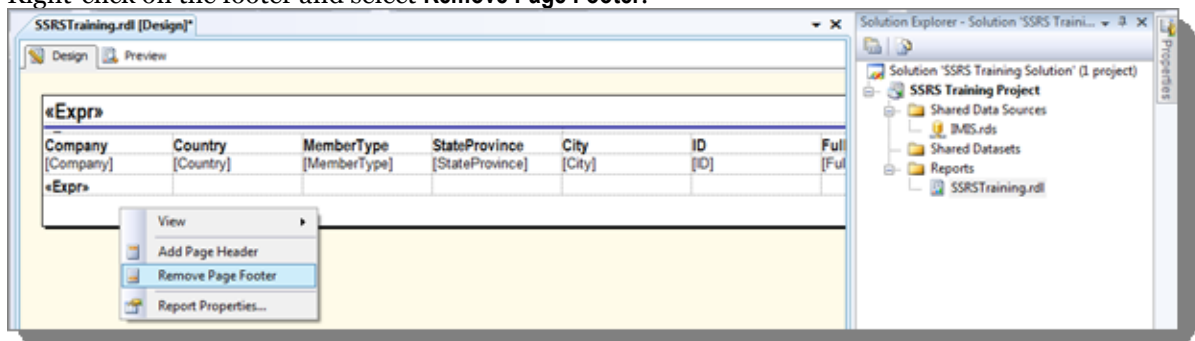 Right-click on the footer and select Remove Page Footer.
SSRSTraining.rdl [Design]*
Design Preview
«Expr»
Company Country MemberType StateProvince City ID Full
[Company] [Country] [MemberType] [StateProvince] [City] [ID] [Ful
«Expr»
View
Add Page Header
Remove Page Footer
Report Properties...
Solution Explorer - Solution 'SSRS Traini...
Solution 'SSRS Training Solution' (1 project)
SSRS Training Project
Shared Data Sources
IMIS.rds
Shared Datasets
Reports
SSRSTraining.rdl
Properties